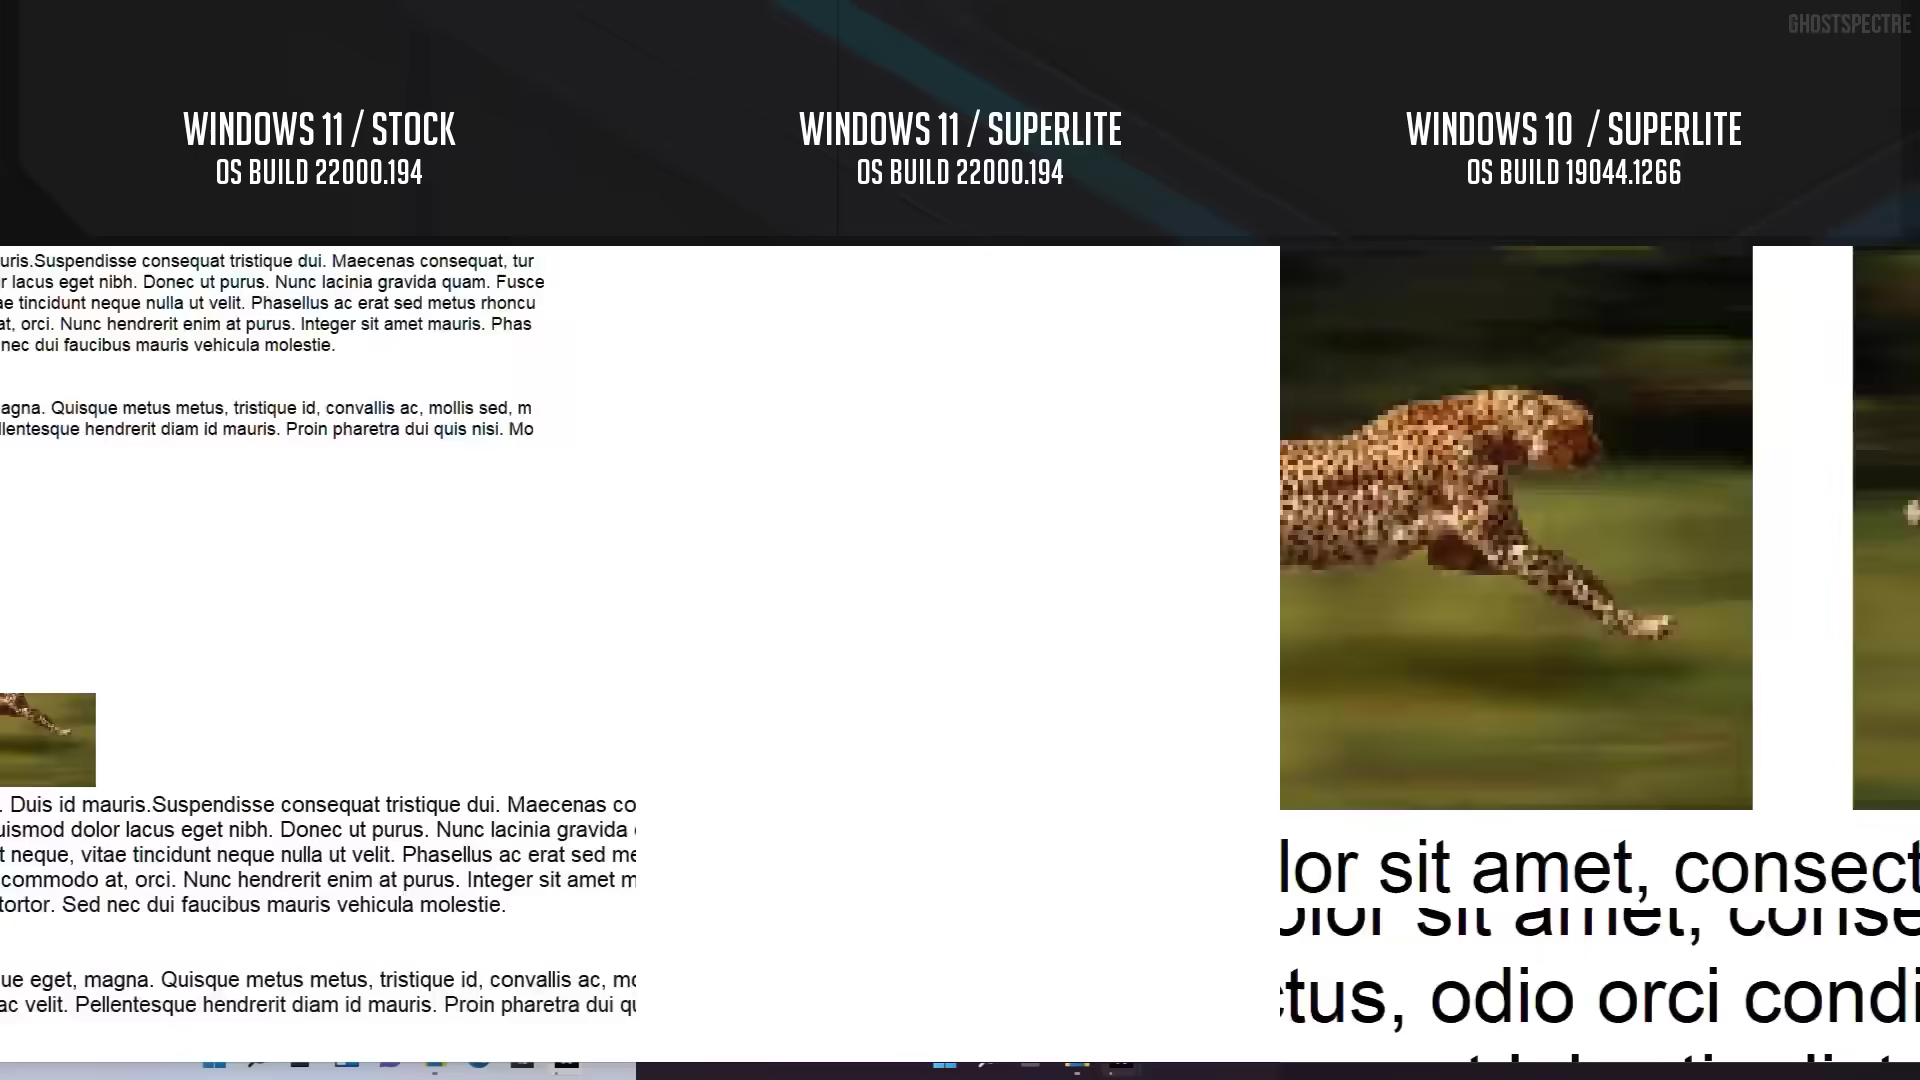 GHOSTSPECTRE
WINDOWS 11 / STOCK
OS BUILD 22000.194
WINDOWS 11 / SUPERLITE
OS BUILD 22000.194
WINDOWS 10 / SUPERLITE
OS BUILD 19044.1266
uris.Suspendisse consequat tristique dui. Maecenas consequat, tur
r lacus eget nibh. Donec ut purus. Nunc lacinia gravida quam. Fusce
ae tincidunt neque nulla ut velit. Phasellus ac erat sed metus rhoncu
at, orci. Nunc hendrerit enim at purus. Integer sit amet mauris. Phas
nec dui faucibus mauris vehicula molestie.
agna. Quisque metus metus, tristique id, convallis ac, mollis sed, m
llentesque hendrerit diam id mauris. Proin pharetra dui quis nisi. Mo
. Duis id mauris.Suspendisse consequat tristique dui. Maecenas co
uismod dolor lacus eget nibh. Donec ut purus. Nunc lacinia gravida
t neque, vitae tincidunt neque nulla ut velit. Phasellus ac erat sed me
commodo at, orci. Nunc hendrerit enim at purus. Integer sit amet m
tortor. Sed nec dui faucibus mauris vehicula molestie.
ue eget, magna. Quisque metus metus, tristique id, convallis ac, mo
ac velit. Pellentesque hendrerit diam id mauris. Proin pharetra dui qu
lor sit amet, consect
olor sit amet, conse
ctus, odio orci condi